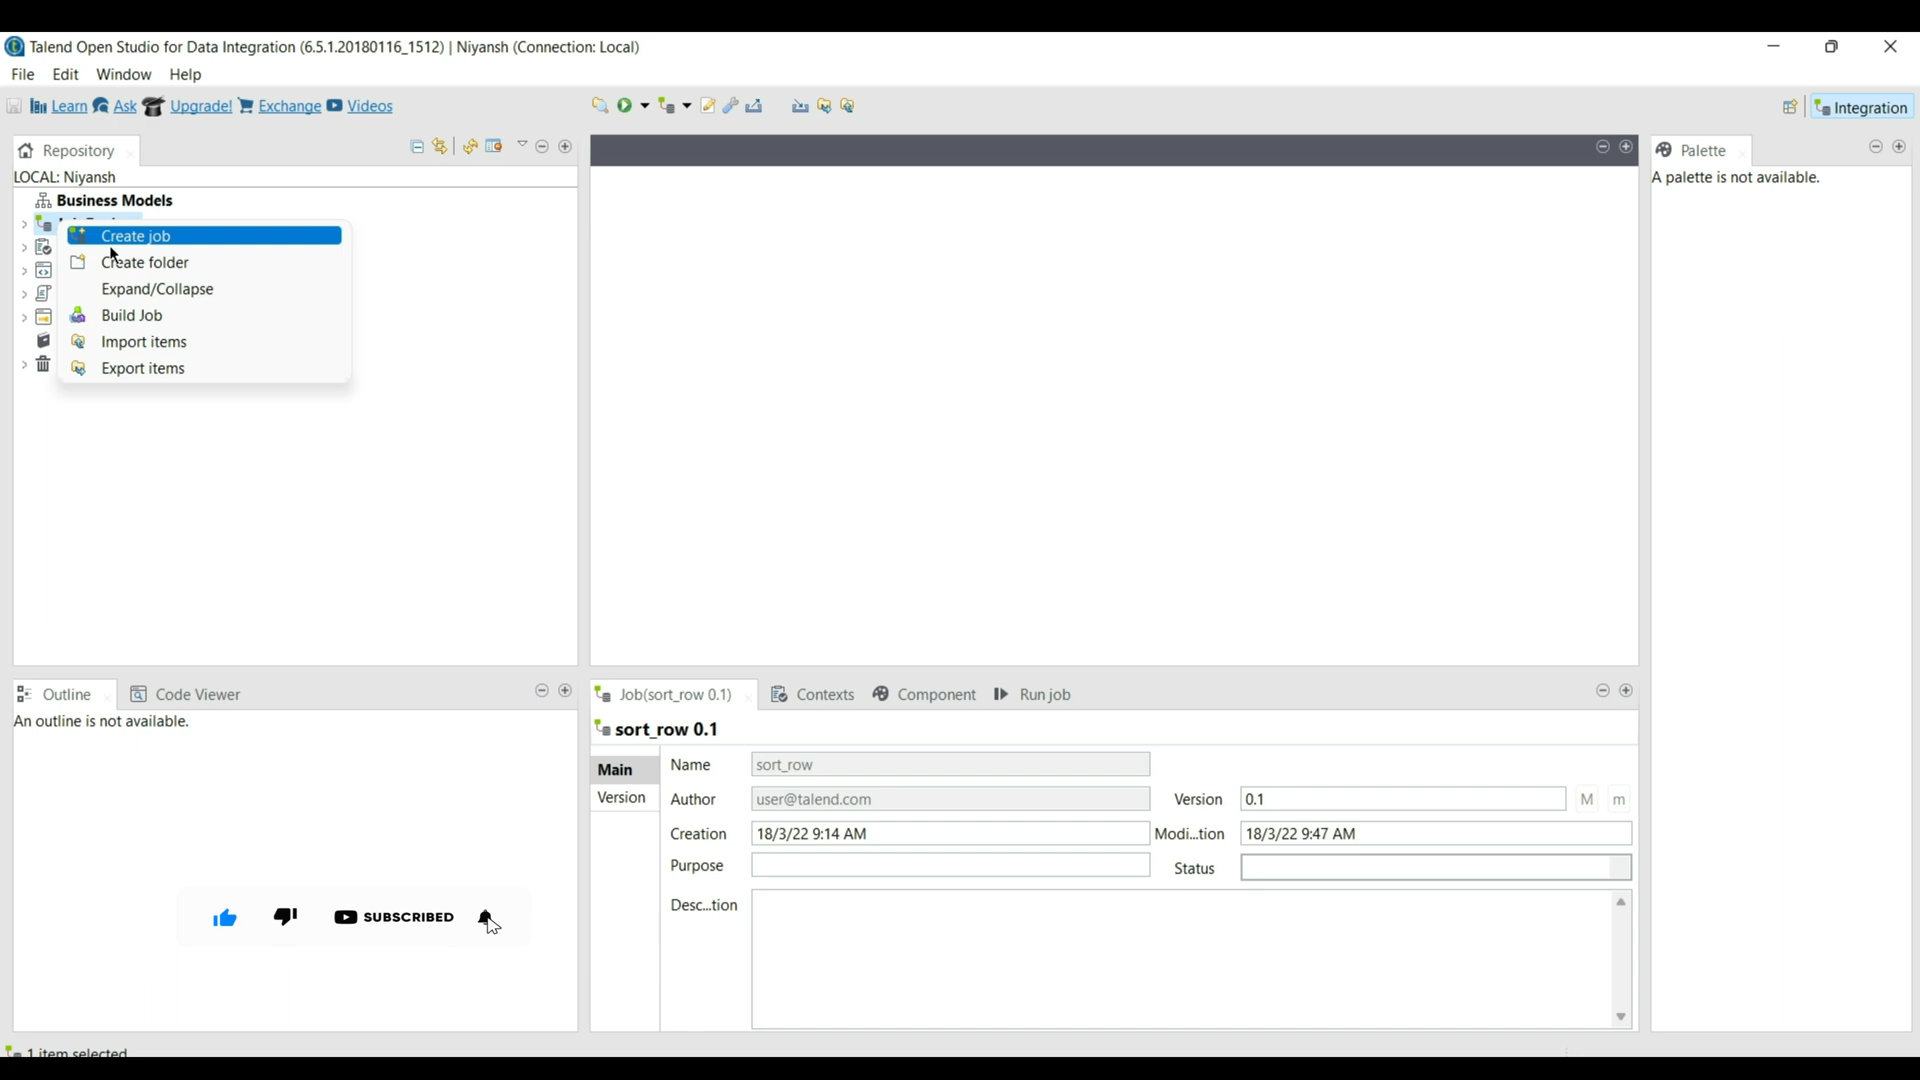 Talend Open Studio for Data Integration (6.5.1.20180116_1512) | Niyansh (Connection: Local)
File Edit Window Help
Learn Ask Upgrade! Exchange Videos
Integration
Repository
LOCAL: Niyansh
Business Models
Create job
Create folder
Expand/Collapse
Build Job
Import items
Export items
Palette
A palette is not available.
Outline Code Viewer
An outline is not available.
SUBSCRIBED
Job(sort_row 0.1) Contexts Component Run job
sort_row 0.1
Main
Version
Name sort_row
Author user@talend.com Version 0.1 M m
Creation 18/3/22 9:14 AM Modi...tion 18/3/22 9:47 AM
Purpose Status
Desc...tion
1 item selected